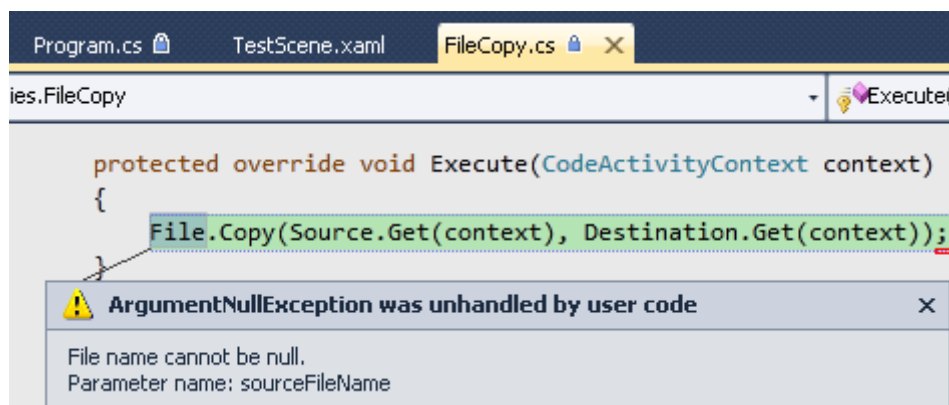 Program.cs TestScene.xaml FileCopy.cs
ies.FileCopy Execute(
protected override void Execute(CodeActivityContext context)
{
File.Copy(Source.Get(context), Destination.Get(context));
}
ArgumentNullException was unhandled by user code
File name cannot be null.
Parameter name: sourceFileName